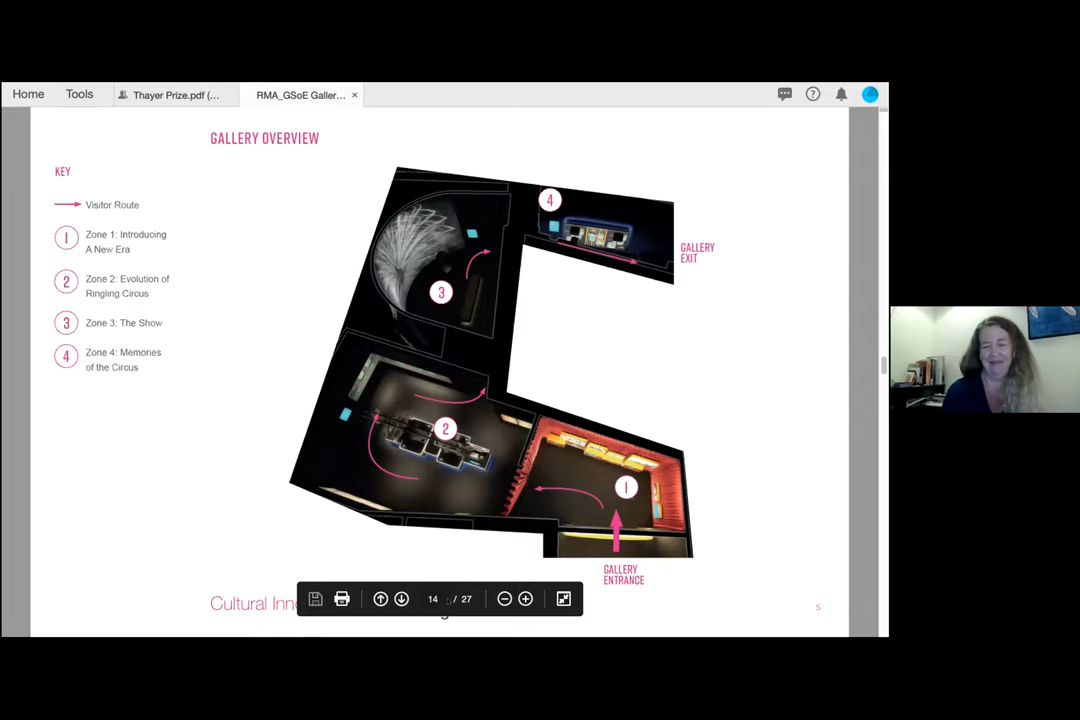 Home
Tools
Thayer Prize.pdf (...
RMA_GSoE Galler...
GALLERY OVERVIEW
KEY
Visitor Route
1
Zone 1: Introducing
A New Era
2
Zone 2: Evolution of
Ringling Circus
3
Zone 3: The Show
4
Zone 4: Memories
of the Circus
4
GALLERY
EXIT
3
2
1
GALLERY
ENTRANCE
14 / 27
Cultural Inn
5